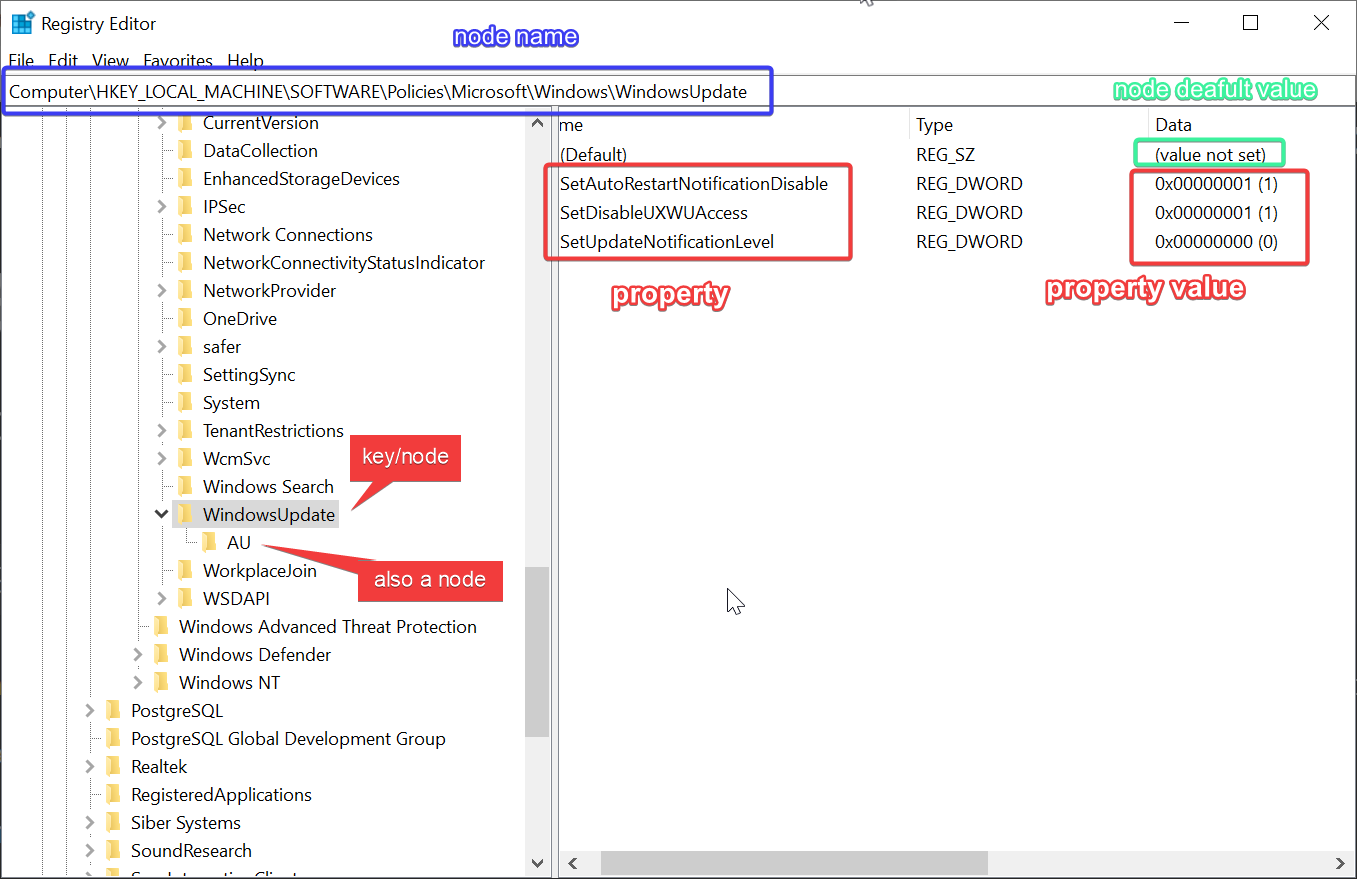 Registry Editor
node name
File Edit View Favorites Help
Computer\HKEY_LOCAL_MACHINE\SOFTWARE\Policies\Microsoft\Windows\WindowsUpdate
node deafult value
CurrentVersion
DataCollection
EnhancedStorageDevices
IPSec
Network Connections
NetworkConnectivityStatusIndicator
NetworkProvider
OneDrive
safer
SettingSync
System
TenantRestrictions
WcmSvc
Windows Search
WindowsUpdate
AU
WorkplaceJoin
WSDAPI
Windows Advanced Threat Protection
Windows Defender
Windows NT
PostgreSQL
PostgreSQL Global Development Group
Realtek
RegisteredApplications
Siber Systems
SoundResearch
key/node
also a node
me Type Data
(Default) REG_SZ (value not set)
SetAutoRestartNotificationDisable REG_DWORD 0x00000001 (1)
SetDisableUXWUAccess REG_DWORD 0x00000001 (1)
SetUpdateNotificationLevel REG_DWORD 0x00000000 (0)
property property value